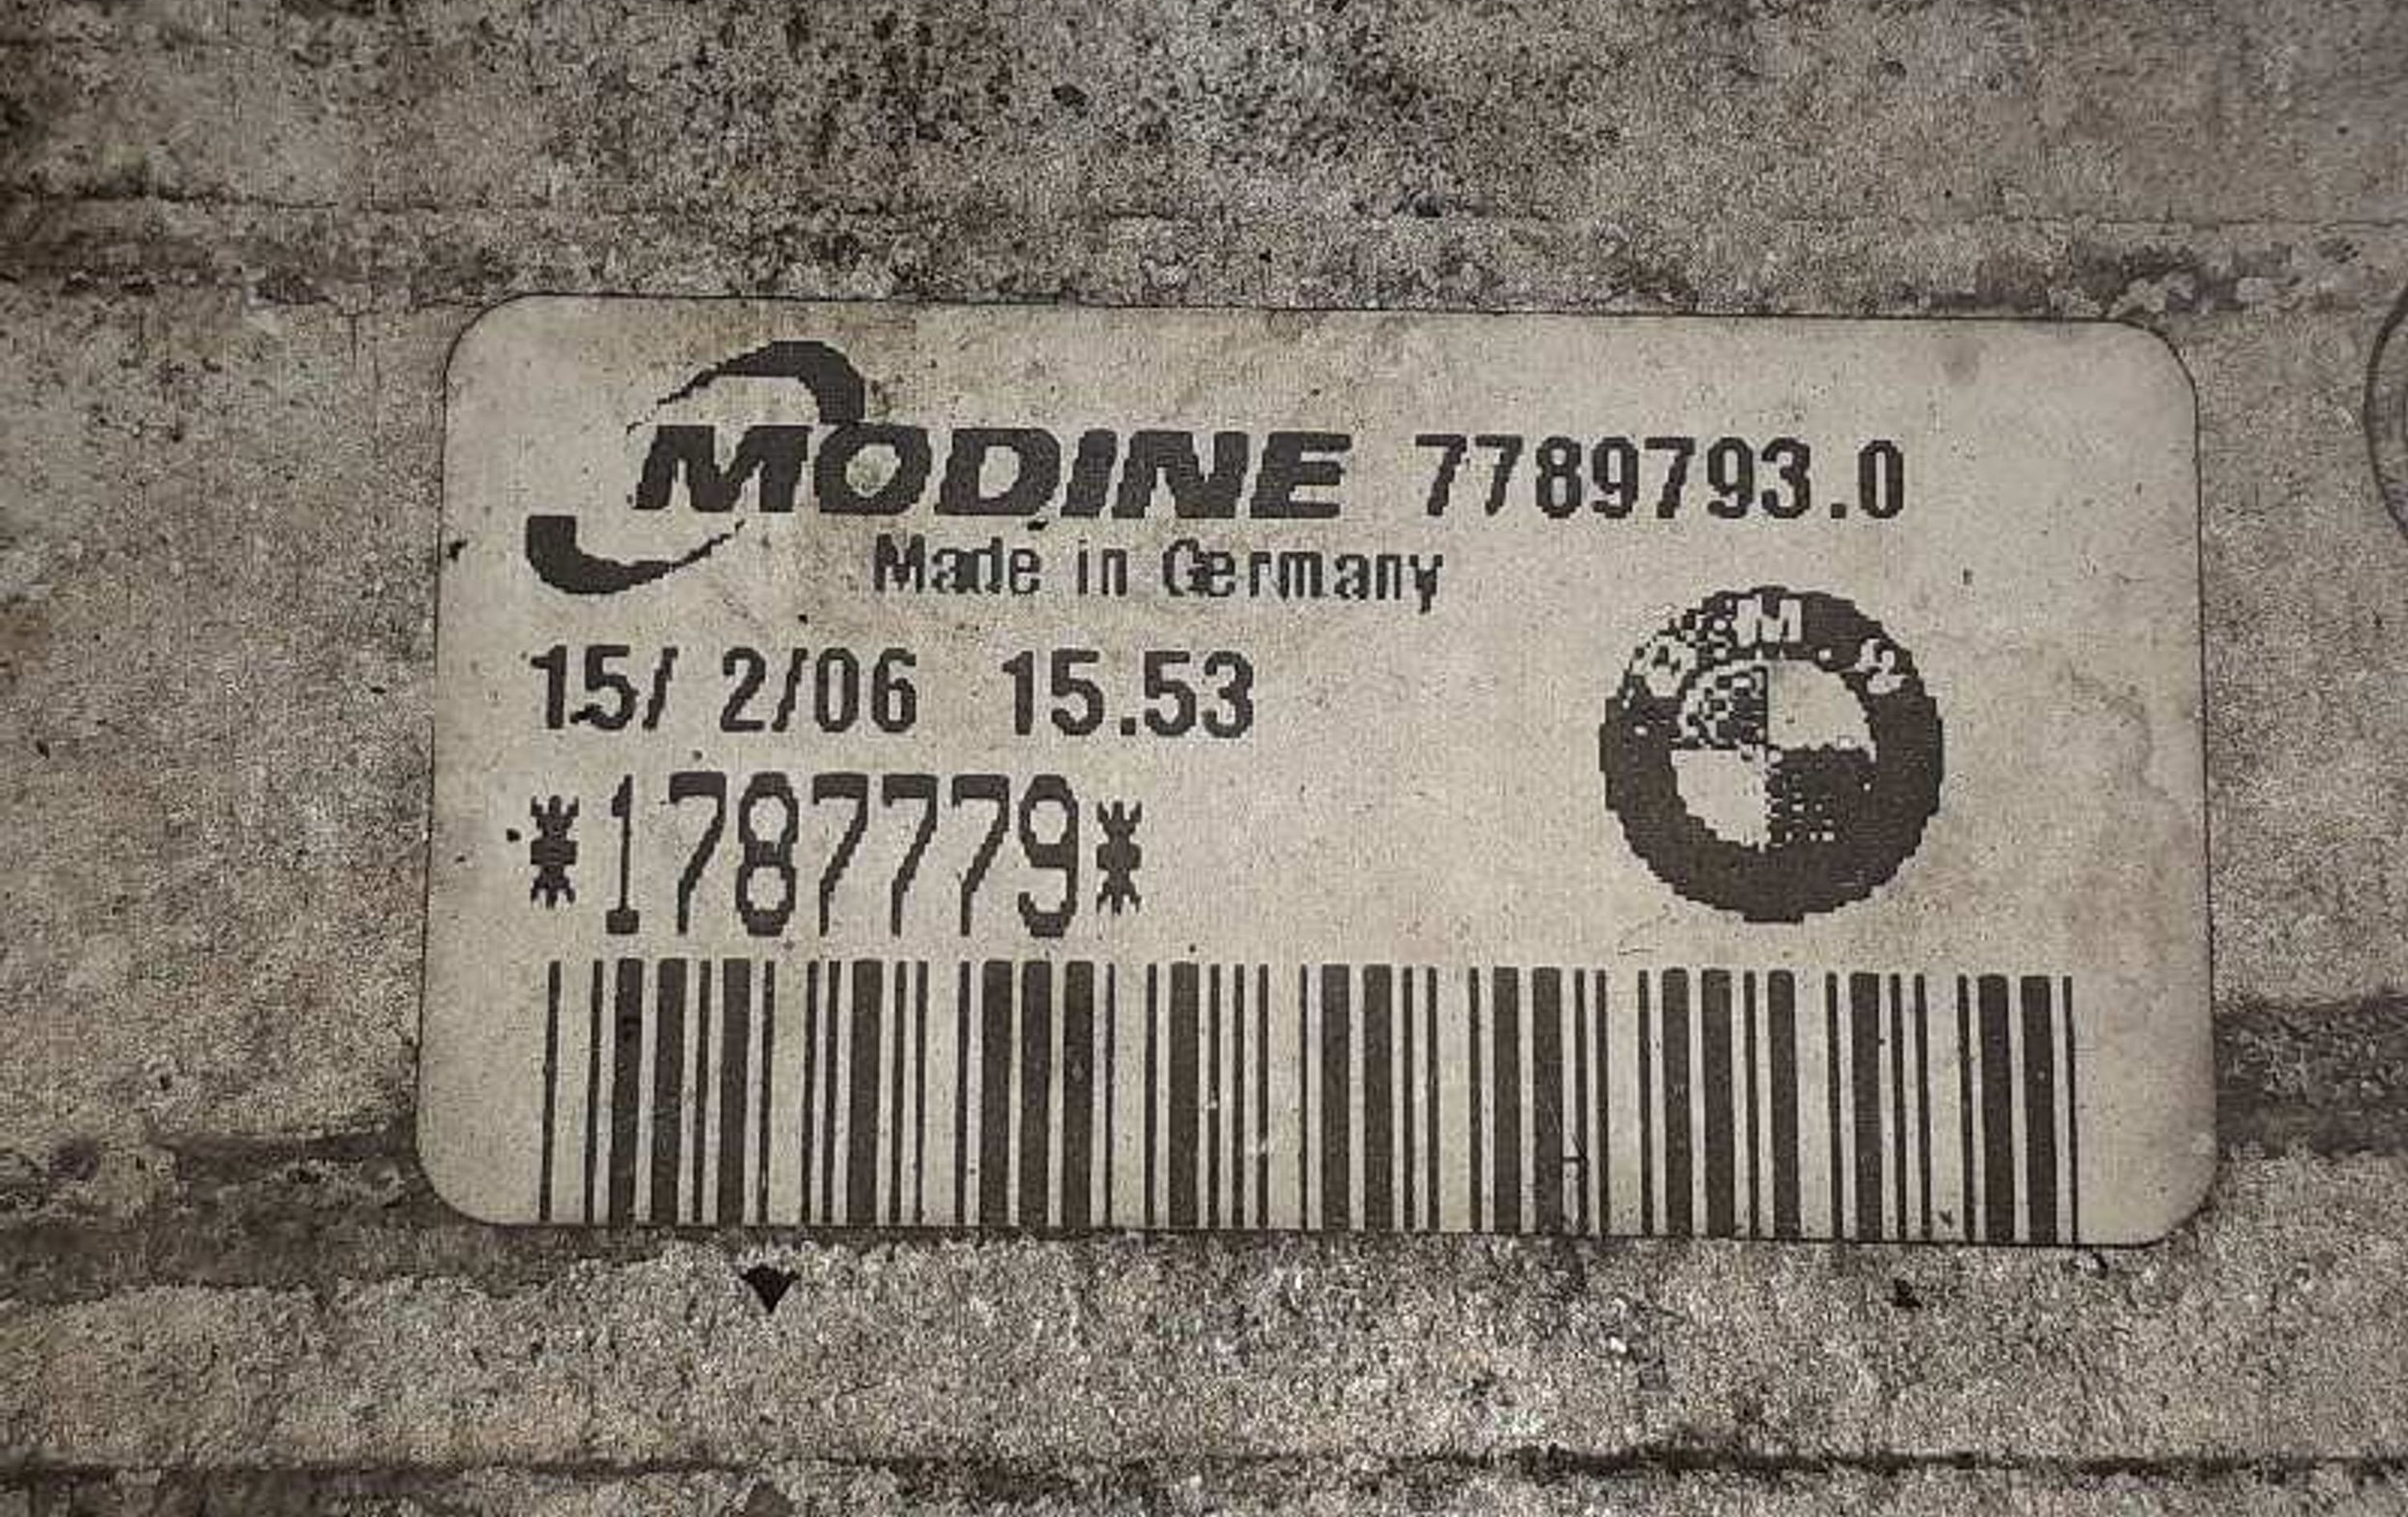 MODINE 7789793.0
Made in Germany
15/ 2/06 15.53
*1787779*